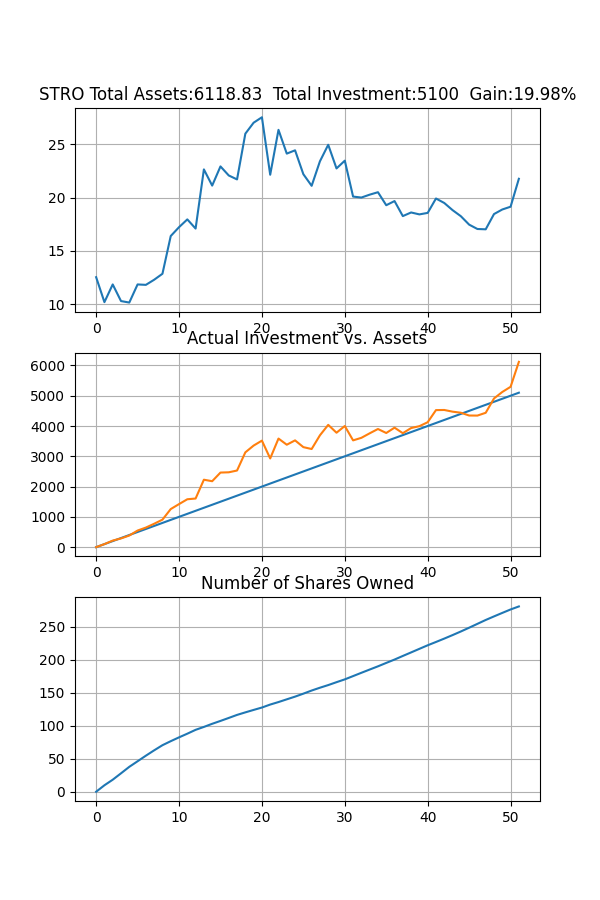 STRO Total Assets:6118.83  Total Investment:5100  Gain:19.98%
25
20
15
10
0 10 20 30 40 50
Actual Investment vs. Assets
6000
5000
4000
3000
2000
1000
0
0 10 20 30 40 50
Number of Shares Owned
250
200
150
100
50
0
0 10 20 30 40 50